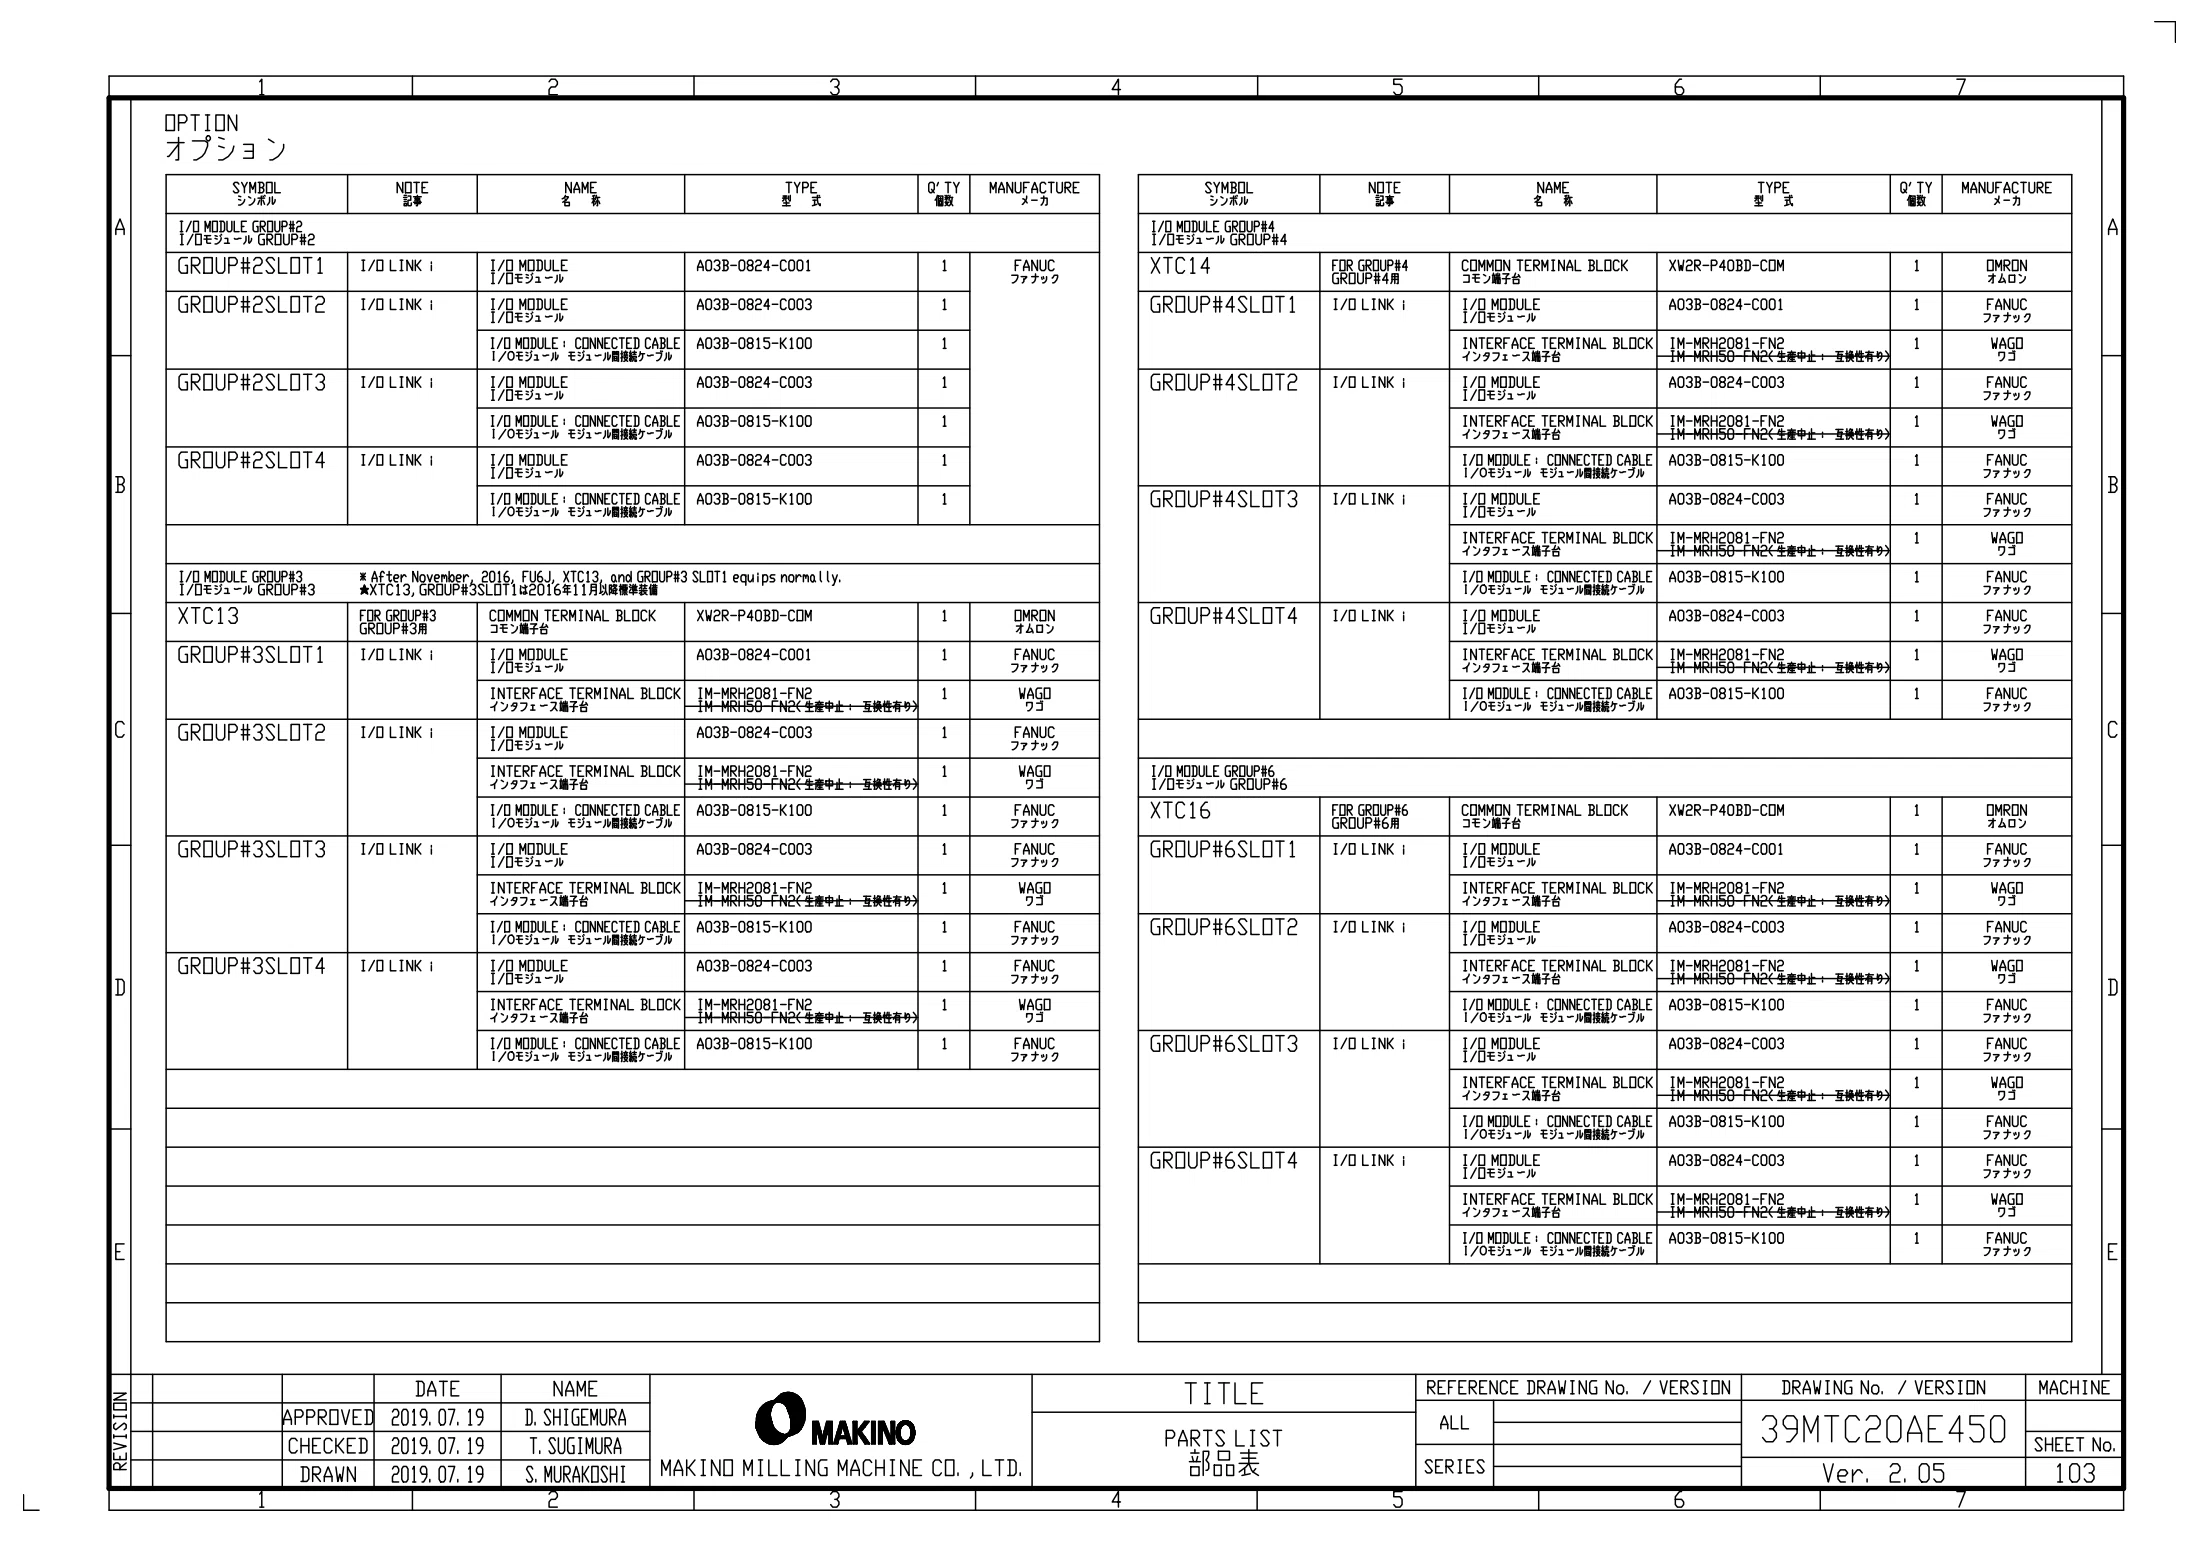 1 2 3 4 5 6 7
OPTION
オプション
SYMBOL NOTE NAME TYPE Q'TY MANUFACTURE
シンボル 記事 名 称 型 式 個数 メーカ
I/O MODULE GROUP#2
I/Oモジュール GROUP#2
GROUP#2SLOT1 I/O LINK i I/O MODULE A03B-0824-C001 1 FANUC
I/Oモジュール ファナック
GROUP#2SLOT2 I/O LINK i I/O MODULE A03B-0824-C003 1
I/Oモジュール
I/O MODULE: CONNECTED CABLE A03B-0815-K100 1
I/Oモジュール モジュール間接続ケーブル
GROUP#2SLOT3 I/O LINK i I/O MODULE A03B-0824-C003 1
I/Oモジュール
I/O MODULE: CONNECTED CABLE A03B-0815-K100 1
I/Oモジュール モジュール間接続ケーブル
GROUP#2SLOT4 I/O LINK i I/O MODULE A03B-0824-C003 1
I/Oモジュール
I/O MODULE: CONNECTED CABLE A03B-0815-K100 1
I/Oモジュール モジュール間接続ケーブル
I/O MODULE GROUP#3 * After November, 2016, FU6J, XTC13, and GROUP#3 SLOT1 equips normally.
I/Oモジュール GROUP#3 ★XTC13, GROUP#3SLOT1は2016年11月以降標準装備
XTC13 FOR GROUP#3 COMMON TERMINAL BLOCK XW2R-P40BD-COM 1 OMRON
GROUP#3用 コモン端子台 オムロン
GROUP#3SLOT1 I/O LINK i I/O MODULE A03B-0824-C001 1 FANUC
I/Oモジュール ファナック
INTERFACE TERMINAL BLOCK IM-MRH2081-FN2 1 WAGO
インタフェース端子台 IM-MRH50-FN2(生産中止: 互換性有り) ワゴ
GROUP#3SLOT2 I/O LINK i I/O MODULE A03B-0824-C003 1 FANUC
I/Oモジュール ファナック
INTERFACE TERMINAL BLOCK IM-MRH2081-FN2 1 WAGO
インタフェース端子台 IM-MRH50-FN2(生産中止: 互換性有り) ワゴ
I/O MODULE: CONNECTED CABLE A03B-0815-K100 1 FANUC
I/Oモジュール モジュール間接続ケーブル ファナック
GROUP#3SLOT3 I/O LINK i I/O MODULE A03B-0824-C003 1 FANUC
I/Oモジュール ファナック
INTERFACE TERMINAL BLOCK IM-MRH2081-FN2 1 WAGO
インタフェース端子台 IM-MRH50-FN2(生産中止: 互換性有り) ワゴ
I/O MODULE: CONNECTED CABLE A03B-0815-K100 1 FANUC
I/Oモジュール モジュール間接続ケーブル ファナック
GROUP#3SLOT4 I/O LINK i I/O MODULE A03B-0824-C003 1 FANUC
I/Oモジュール ファナック
INTERFACE TERMINAL BLOCK IM-MRH2081-FN2 1 WAGO
インタフェース端子台 IM-MRH50-FN2(生産中止: 互換性有り) ワゴ
I/O MODULE: CONNECTED CABLE A03B-0815-K100 1 FANUC
I/Oモジュール モジュール間接続ケーブル ファナック
SYMBOL NOTE NAME TYPE Q'TY MANUFACTURE
シンボル 記事 名 称 型 式 個数 メーカ
I/O MODULE GROUP#4
I/Oモジュール GROUP#4
XTC14 FOR GROUP#4 COMMON TERMINAL BLOCK XW2R-P40BD-COM 1 OMRON
GROUP#4用 コモン端子台 オムロン
GROUP#4SLOT1 I/O LINK i I/O MODULE A03B-0824-C001 1 FANUC
I/Oモジュール ファナック
INTERFACE TERMINAL BLOCK IM-MRH2081-FN2 1 WAGO
インタフェース端子台 IM-MRH50-FN2(生産中止: 互換性有り) ワゴ
GROUP#4SLOT2 I/O LINK i I/O MODULE A03B-0824-C003 1 FANUC
I/Oモジュール ファナック
INTERFACE TERMINAL BLOCK IM-MRH2081-FN2 1 WAGO
インタフェース端子台 IM-MRH50-FN2(生産中止: 互換性有り) ワゴ
I/O MODULE: CONNECTED CABLE A03B-0815-K100 1 FANUC
I/Oモジュール モジュール間接続ケーブル ファナック
GROUP#4SLOT3 I/O LINK i I/O MODULE A03B-0824-C003 1 FANUC
I/Oモジュール ファナック
INTERFACE TERMINAL BLOCK IM-MRH2081-FN2 1 WAGO
インタフェース端子台 IM-MRH50-FN2(生産中止: 互換性有り) ワゴ
I/O MODULE: CONNECTED CABLE A03B-0815-K100 1 FANUC
I/Oモジュール モジュール間接続ケーブル ファナック
GROUP#4SLOT4 I/O LINK i I/O MODULE A03B-0824-C003 1 FANUC
I/Oモジュール ファナック
INTERFACE TERMINAL BLOCK IM-MRH2081-FN2 1 WAGO
インタフェース端子台 IM-MRH50-FN2(生産中止: 互換性有り) ワゴ
I/O MODULE: CONNECTED CABLE A03B-0815-K100 1 FANUC
I/Oモジュール モジュール間接続ケーブル ファナック
I/O MODULE GROUP#6
I/Oモジュール GROUP#6
XTC16 FOR GROUP#6 COMMON TERMINAL BLOCK XW2R-P40BD-COM 1 OMRON
GROUP#6用 コモン端子台 オムロン
GROUP#6SLOT1 I/O LINK i I/O MODULE A03B-0824-C001 1 FANUC
I/Oモジュール ファナック
INTERFACE TERMINAL BLOCK IM-MRH2081-FN2 1 WAGO
インタフェース端子台 IM-MRH50-FN2(生産中止: 互換性有り) ワゴ
GROUP#6SLOT2 I/O LINK i I/O MODULE A03B-0824-C003 1 FANUC
I/Oモジュール ファナック
INTERFACE TERMINAL BLOCK IM-MRH2081-FN2 1 WAGO
インタフェース端子台 IM-MRH50-FN2(生産中止: 互換性有り) ワゴ
I/O MODULE: CONNECTED CABLE A03B-0815-K100 1 FANUC
I/Oモジュール モジュール間接続ケーブル ファナック
GROUP#6SLOT3 I/O LINK i I/O MODULE A03B-0824-C003 1 FANUC
I/Oモジュール ファナック
INTERFACE TERMINAL BLOCK IM-MRH2081-FN2 1 WAGO
インタフェース端子台 IM-MRH50-FN2(生産中止: 互換性有り) ワゴ
I/O MODULE: CONNECTED CABLE A03B-0815-K100 1 FANUC
I/Oモジュール モジュール間接続ケーブル ファナック
GROUP#6SLOT4 I/O LINK i I/O MODULE A03B-0824-C003 1 FANUC
I/Oモジュール ファナック
INTERFACE TERMINAL BLOCK IM-MRH2081-FN2 1 WAGO
インタフェース端子台 IM-MRH50-FN2(生産中止: 互換性有り) ワゴ
I/O MODULE: CONNECTED CABLE A03B-0815-K100 1 FANUC
I/Oモジュール モジュール間接続ケーブル ファナック
A A
B B
C C
D D
E E
REVISION
DATE NAME
APPROVED 2019.07.19 D. SHIGEMURA
CHECKED 2019.07.19 T. SUGIMURA
DRAWN 2019.07.19 S. MURAKOSHI
MAKINO
MAKINO MILLING MACHINE CO., LTD.
TITLE
PARTS LIST
部品表
REFERENCE DRAWING No. / VERSION
ALL
SERIES
DRAWING No. / VERSION
39MTC20AE450
Ver. 2.05
MACHINE
SHEET No.
103
1 2 3 4 5 6 7